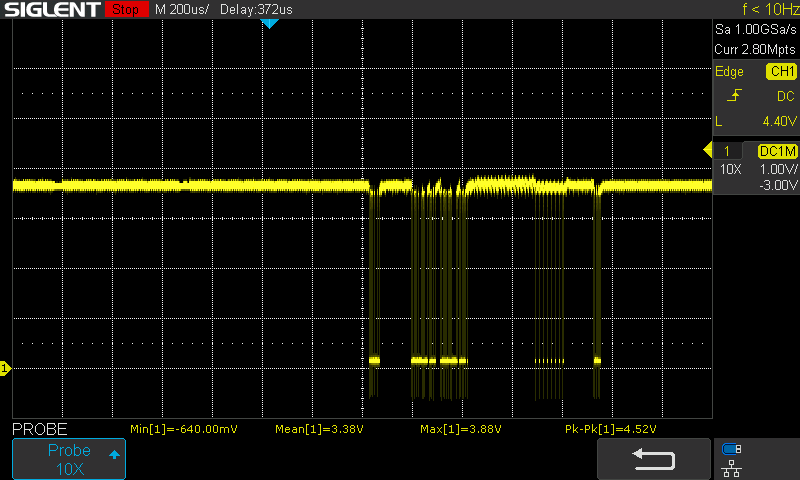 SIGLENT Stop M 200us/ Delay:372us f < 10Hz
Sa 1.00GSa/s
Curr 2.80Mpts
Edge CH1
DC
L 4.40V
1 DC1M
10X 1.00V/
-3.00V
1
PROBE Min[1]=-640.00mV Mean[1]=3.38V Max[1]=3.88V Pk-Pk[1]=4.52V
Probe
10X